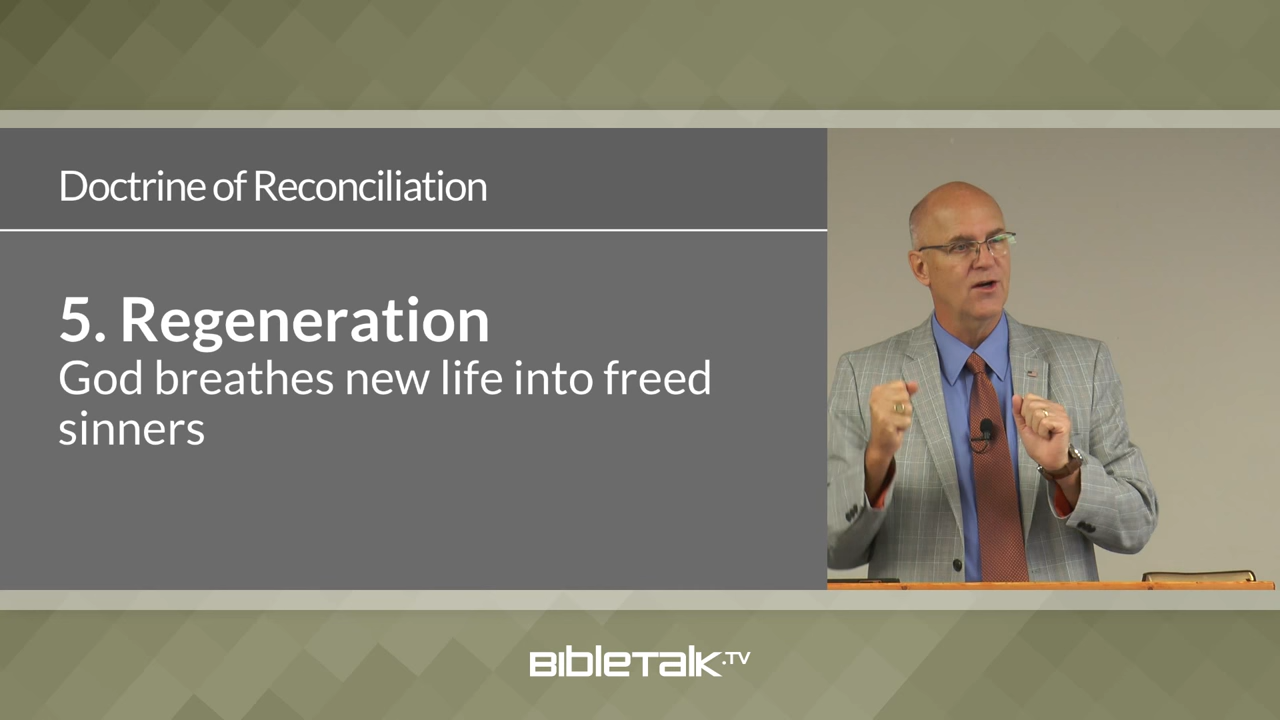 Doctrine of Reconciliation
5. Regeneration
God breathes new life into freed
sinners
BIBLETALK.TV